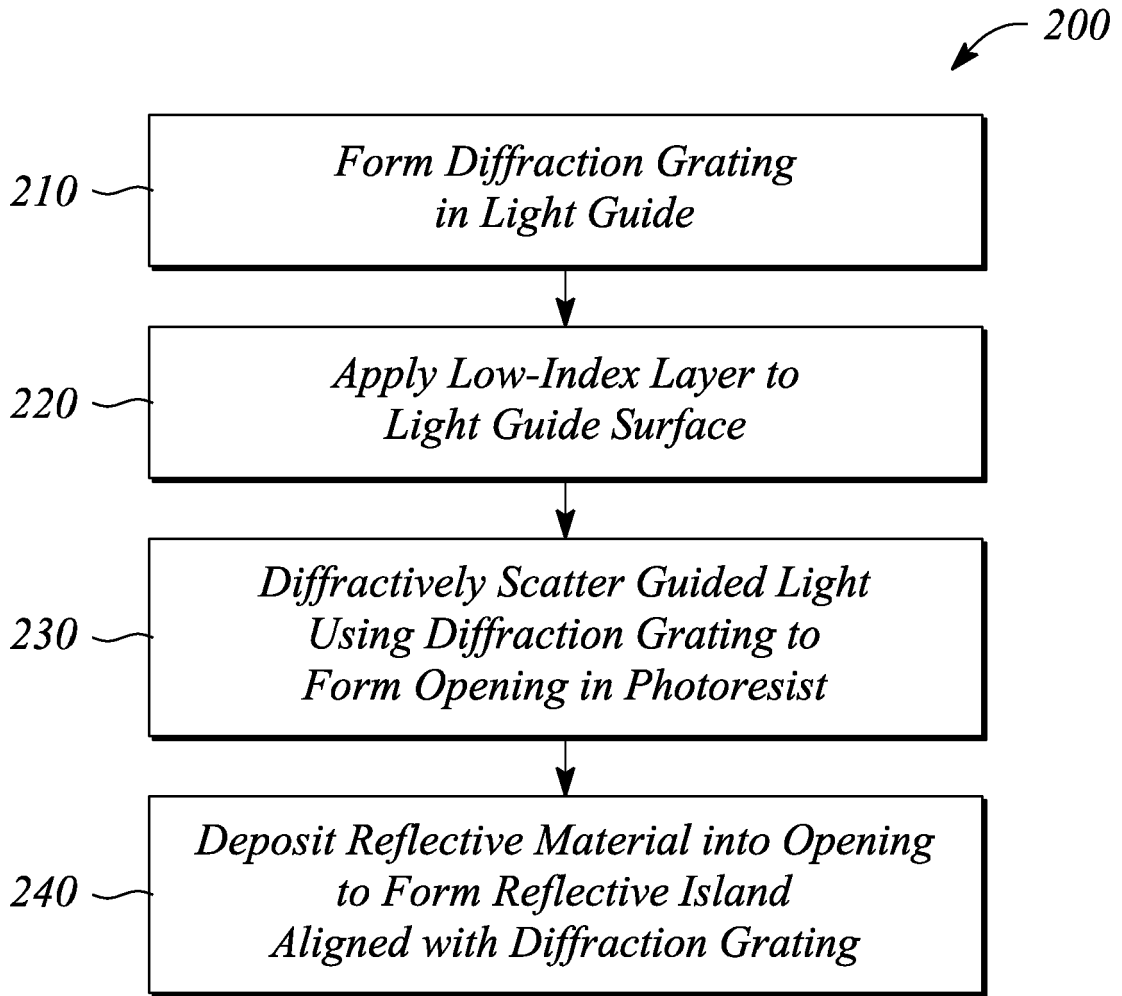 200
210
Form Diffraction Grating
in Light Guide
220
Apply Low-Index Layer to
Light Guide Surface
230
Diffractively Scatter Guided Light
Using Diffraction Grating to
Form Opening in Photoresist
240
Deposit Reflective Material into Opening
to Form Reflective Island
Aligned with Diffraction Grating